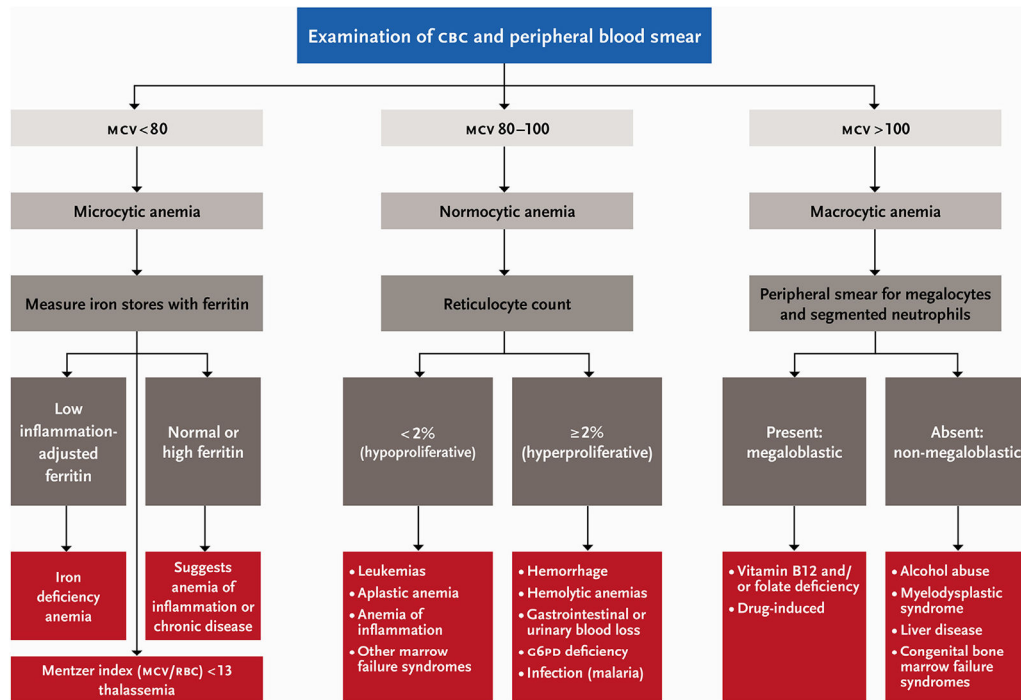 Examination of CBC and peripheral blood smear
MCV <80
MCV 80–100
MCV >100
Microcytic anemia
Normocytic anemia
Macrocytic anemia
Measure iron stores with ferritin
Reticulocyte count
Peripheral smear for megalocytes
and segmented neutrophils
Low
inflammation-
adjusted
ferritin
Normal or
high ferritin
<2%
(hypoproliferative)
≥2%
(hyperproliferative)
Present:
megaloblastic
Absent:
non-megaloblastic
Iron
deficiency
anemia
Suggests
anemia of
inflammation or
chronic disease
Mentzer index (MCV/RBC) <13
thalassemia
• Leukemias
• Aplastic anemia
• Anemia of
inflammation
• Other marrow
failure syndromes
• Hemorrhage
• Hemolytic anemias
• Gastrointestinal or
urinary blood loss
• G6PD deficiency
• Infection (malaria)
• Vitamin B12 and/
or folate deficiency
• Drug-induced
• Alcohol abuse
• Myelodysplastic
syndrome
• Liver disease
• Congenital bone
marrow failure
syndromes